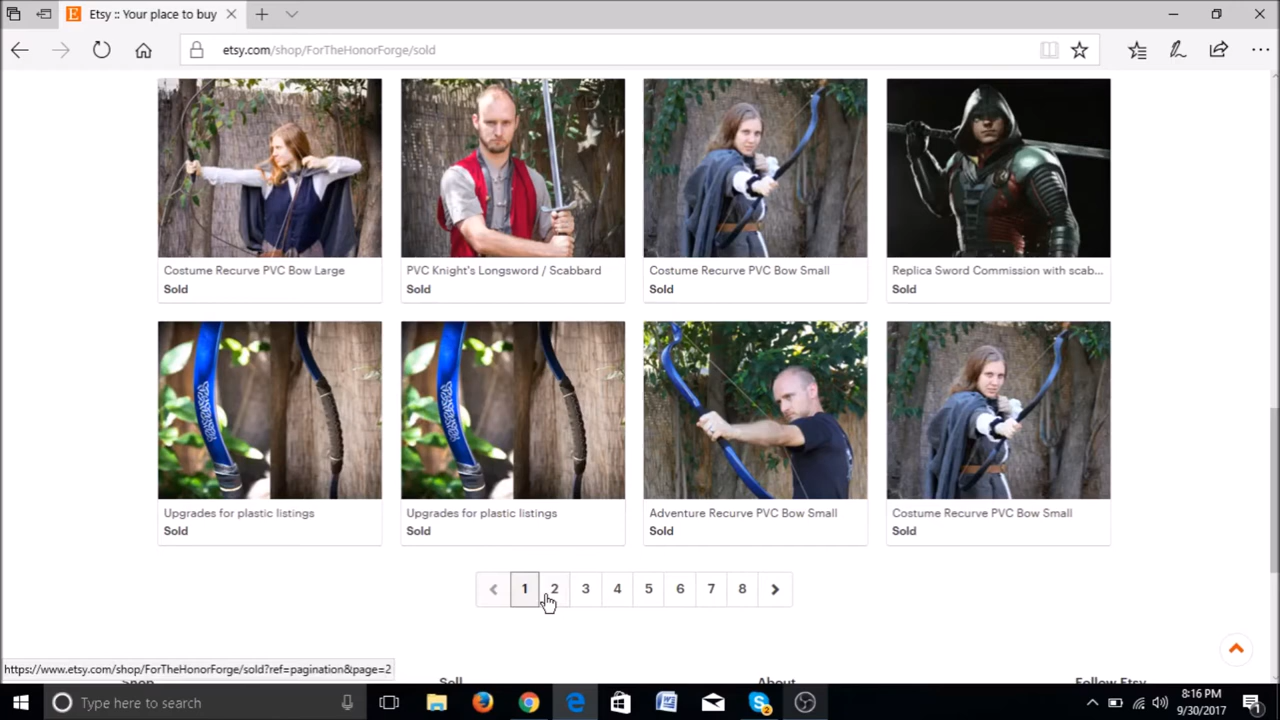 Etsy :: Your place to buy
etsy.com/shop/ForTheHonorForge/sold
Costume Recurve PVC Bow Large
Sold
PVC Knight's Longsword / Scabbard
Sold
Costume Recurve PVC Bow Small
Sold
Replica Sword Commission with scab...
Sold
Upgrades for plastic listings
Sold
Upgrades for plastic listings
Sold
Adventure Recurve PVC Bow Small
Sold
Costume Recurve PVC Bow Small
Sold
1 2 3 4 5 6 7 8
https://www.etsy.com/shop/ForTheHonorForge/sold?ref=pagination&page=2
Shop
Sell
About
Follow Etsy
Type here to search
2
8:16 PM
9/30/2017
1